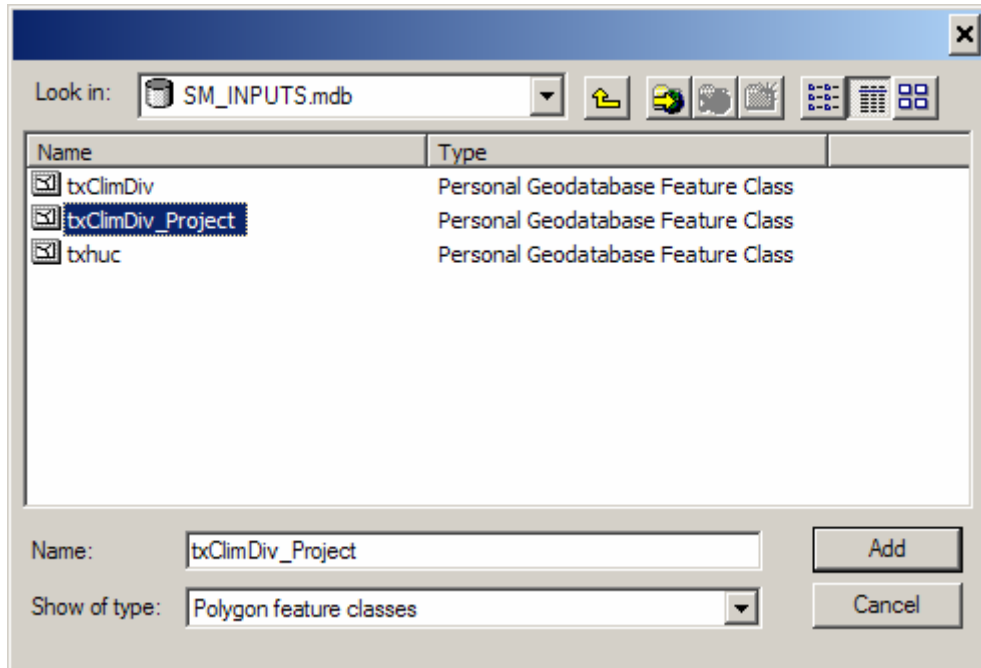 Look in: SM_INPUTS.mdb
Name Type
txClimDiv Personal Geodatabase Feature Class
txClimDiv_Project Personal Geodatabase Feature Class
txhuc Personal Geodatabase Feature Class
Name: txClimDiv_Project Add
Show of type: Polygon feature classes Cancel